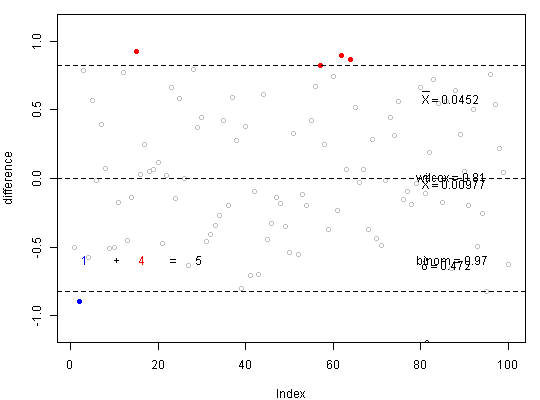 1.0
0.5
0.0
-0.5
-1.0
difference
X = 0.0452
wilcox = 0.81
X = 0.00977
1 + 4 = 5
binom = 0.97
σ̂ = 0.472
0 20 40 60 80 100
Index